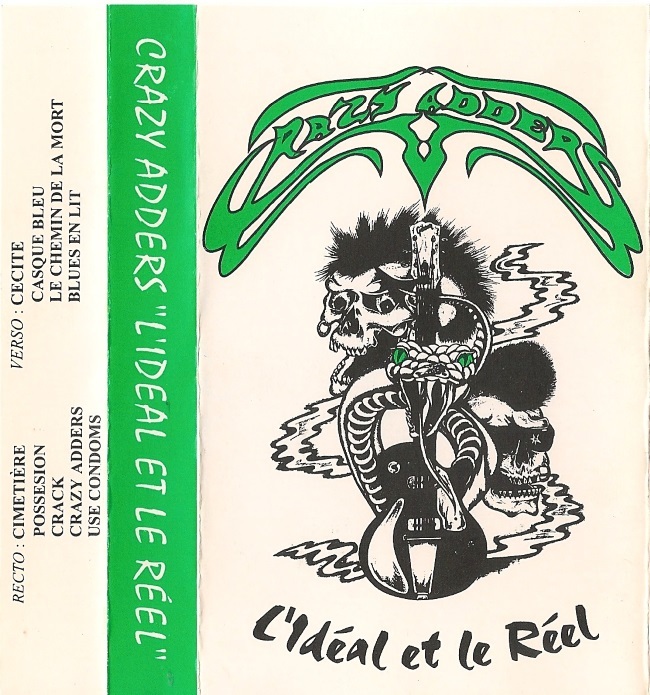 RECTO : CIMETIÈRE
POSSESION
CRACK
CRAZY ADDERS
USE CONDOMS
VERSO : CECITE
CASQUE BLEU
LE CHEMIN DE LA MORT
BLUES EN LIT
CRAZY ADDERS "L'IDEAL ET LE RÉEL"
CRAZY ADDERS
L'Idéal et le Réel